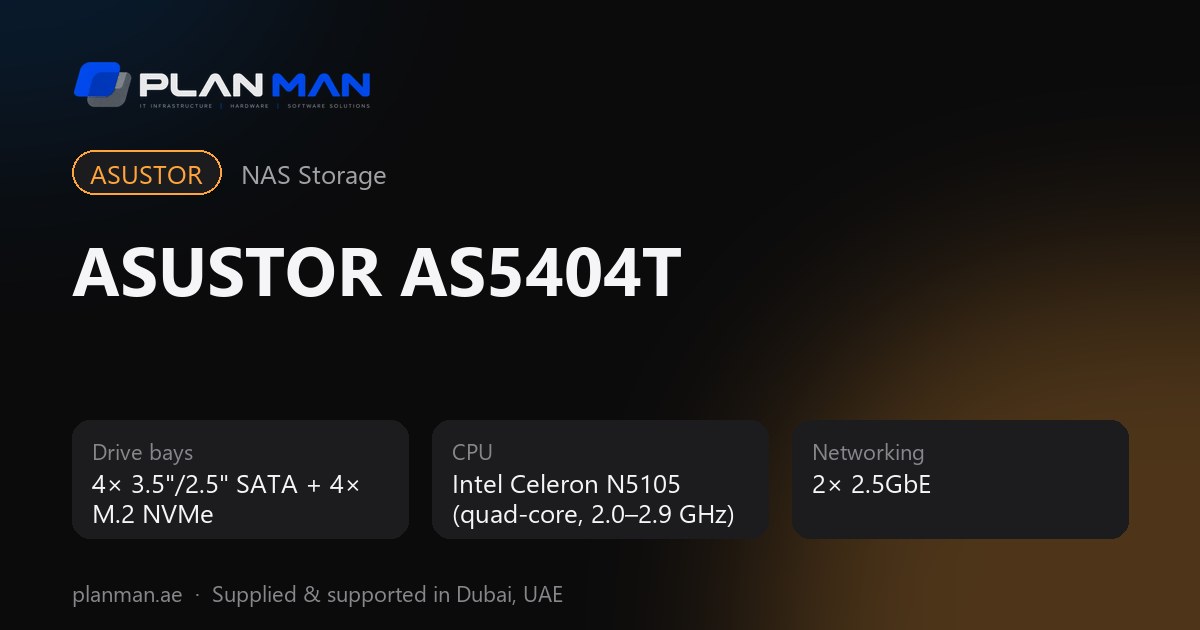 PLAN MAN
IT INFRASTRUCTURE | HARDWARE | SOFTWARE SOLUTIONS
ASUSTOR NAS Storage
ASUSTOR AS5404T
Drive bays
4× 3.5"/2.5" SATA + 4×
M.2 NVMe
CPU
Intel Celeron N5105
(quad-core, 2.0–2.9 GHz)
Networking
2× 2.5GbE
planman.ae · Supplied & supported in Dubai, UAE